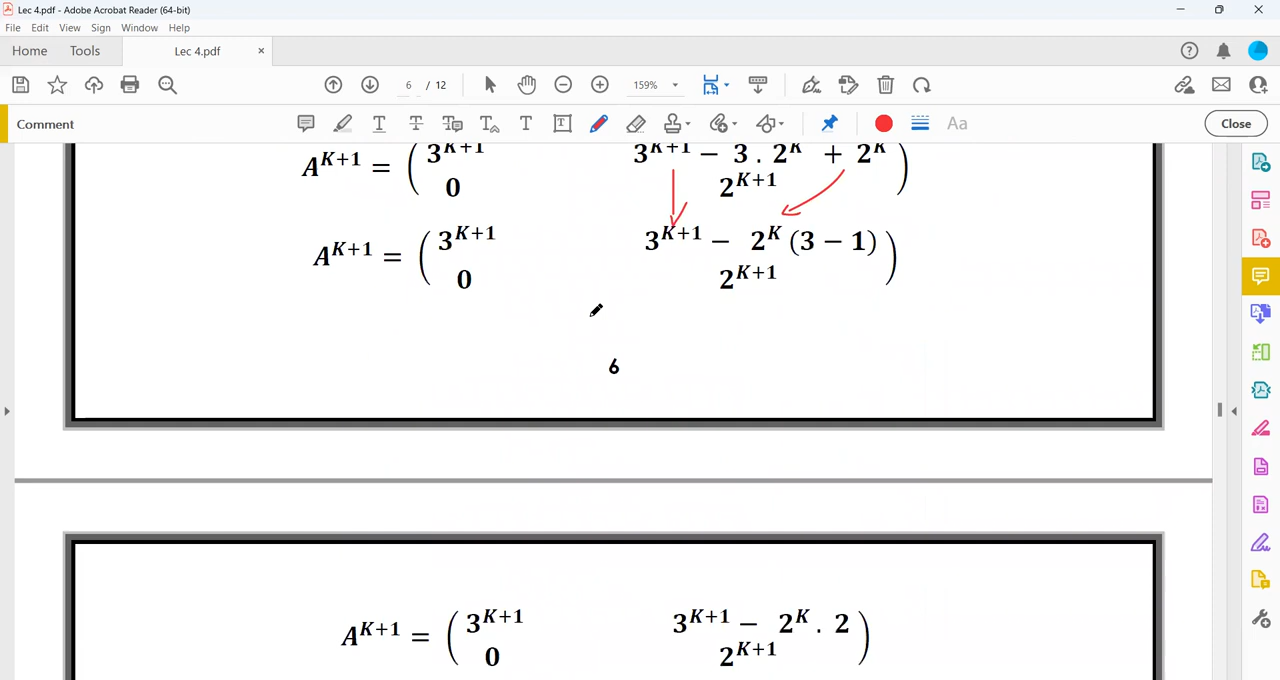 Lec 4.pdf - Adobe Acrobat Reader (64-bit)
File Edit View Sign Window Help
Home Tools Lec 4.pdf ×
6 / 12 159%
Comment Aa Close
A^{K+1} = ( 3^{K+1} 3^{K+1} − 3 . 2^K + 2^K )
0 2^{K+1}
A^{K+1} = ( 3^{K+1} 3^{K+1} − 2^K (3 − 1) )
0 2^{K+1}
6
A^{K+1} = ( 3^{K+1} 3^{K+1} − 2^K . 2 )
0 2^{K+1}